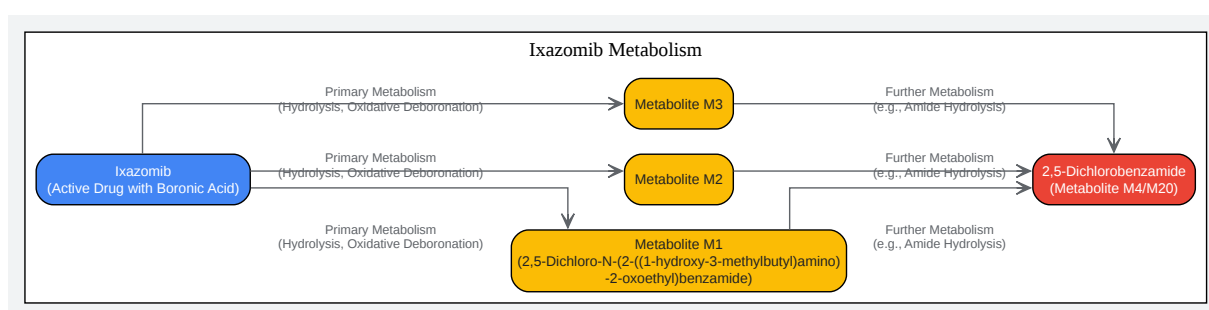 Ixazomib Metabolism
Primary Metabolism
(Hydrolysis, Oxidative Deboronation)
Metabolite M3
Further Metabolism
(e.g., Amide Hydrolysis)
Ixazomib
(Active Drug with Boronic Acid)
Primary Metabolism
(Hydrolysis, Oxidative Deboronation)
Metabolite M2
Further Metabolism
(e.g., Amide Hydrolysis)
2,5-Dichlorobenzamide
(Metabolite M4/M20)
Primary Metabolism
(Hydrolysis, Oxidative Deboronation)
Metabolite M1
(2,5-Dichloro-N-(2-((1-hydroxy-3-methylbutyl)amino)
-2-oxoethyl)benzamide)
Further Metabolism
(e.g., Amide Hydrolysis)